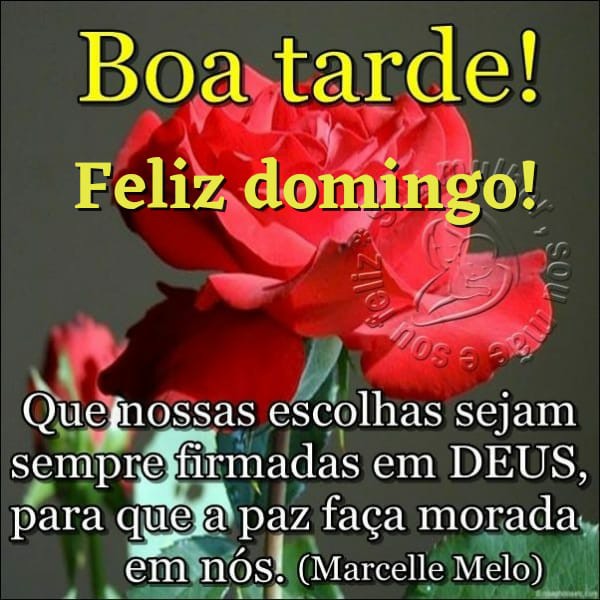 Boa tarde!
Feliz domingo!
Que nossas escolhas sejam
sempre firmadas em DEUS,
para que a paz faça morada
em nós. (Marcelle Melo)